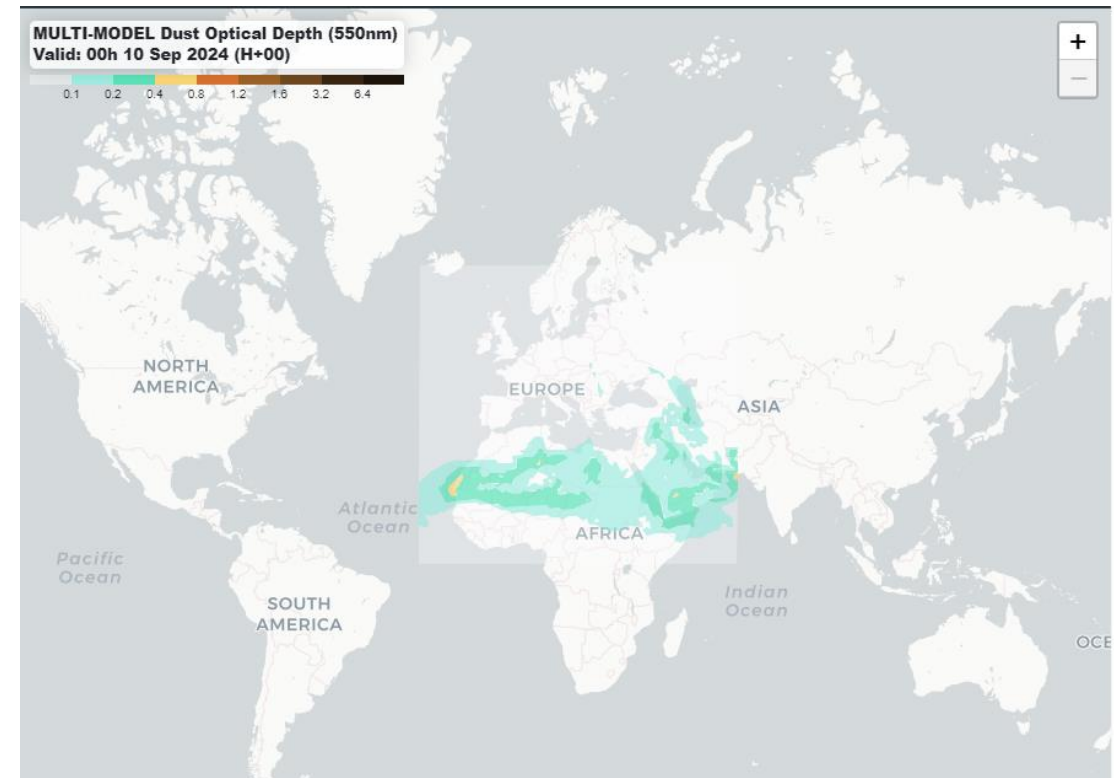 MULTI-MODEL Dust Optical Depth (550nm)
Valid: 00h 10 Sep 2024 (H+00)
0.1 0.2 0.4 0.8 1.2 1.6 3.2 6.4
+
−
NORTH
AMERICA
EUROPE
ASIA
Atlantic
Ocean
AFRICA
Pacific
Ocean
Indian
Ocean
SOUTH
AMERICA
OCE